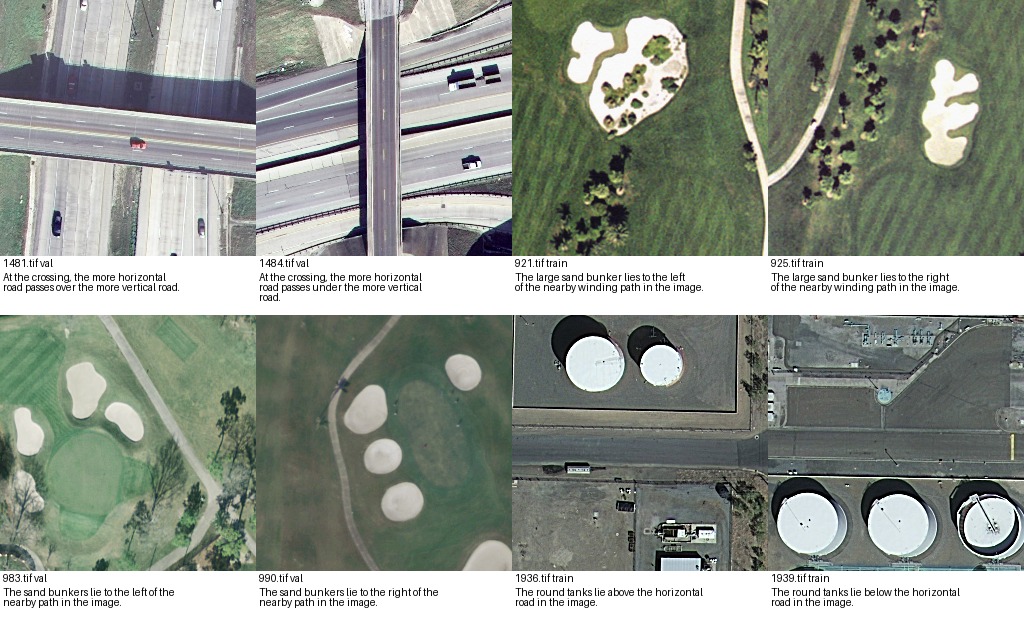 1481.tif val
At the crossing, the more horizontal
road passes over the more vertical road.
1484.tif val
At the crossing, the more horizontal
road passes under the more vertical
road.
921.tif train
The large sand bunker lies to the left
of the nearby winding path in the image.
925.tif train
The large sand bunker lies to the right
of the nearby winding path in the image.
983.tif val
The sand bunkers lie to the left of the
nearby path in the image.
990.tif val
The sand bunkers lie to the right of the
nearby path in the image.
1936.tif train
The round tanks lie above the horizontal
road in the image.
1939.tif train
The round tanks lie below the horizontal
road in the image.